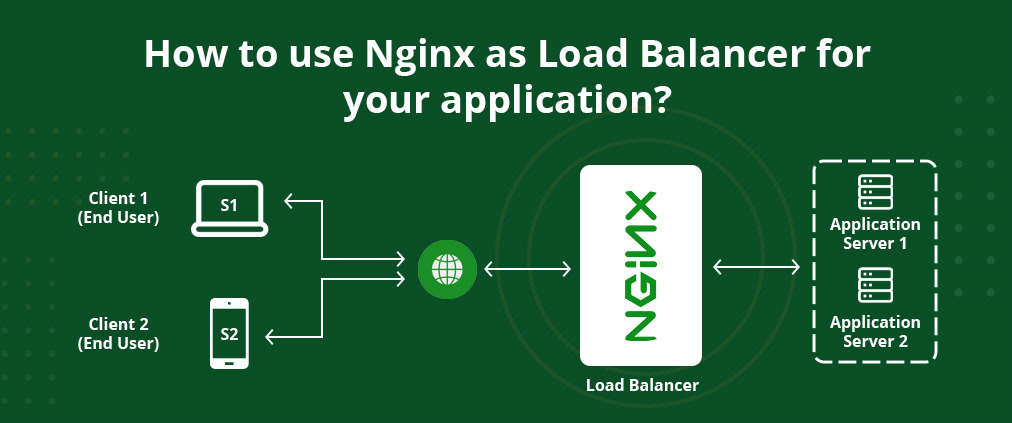 How to use Nginx as Load Balancer for
your application?
Client 1
(End User)
S1
Client 2
(End User)
S2
NGiNX
Load Balancer
Application
Server 1
Application
Server 2